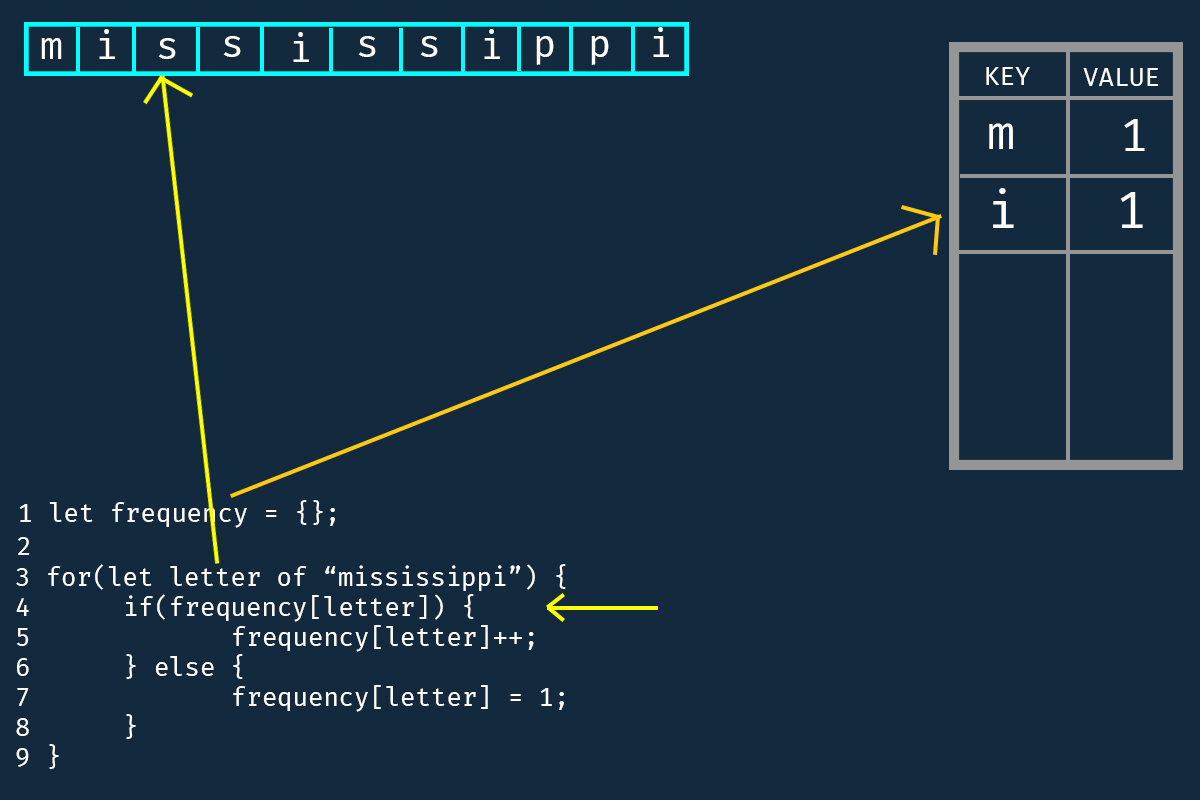 m i s s i s s i p p i
KEY VALUE
m 1
i 1
1 let frequency = {};
2
3 for(let letter of “mississippi”) {
4 if(frequency[letter]) {
5 frequency[letter]++;
6 } else {
7 frequency[letter] = 1;
8 }
9 }